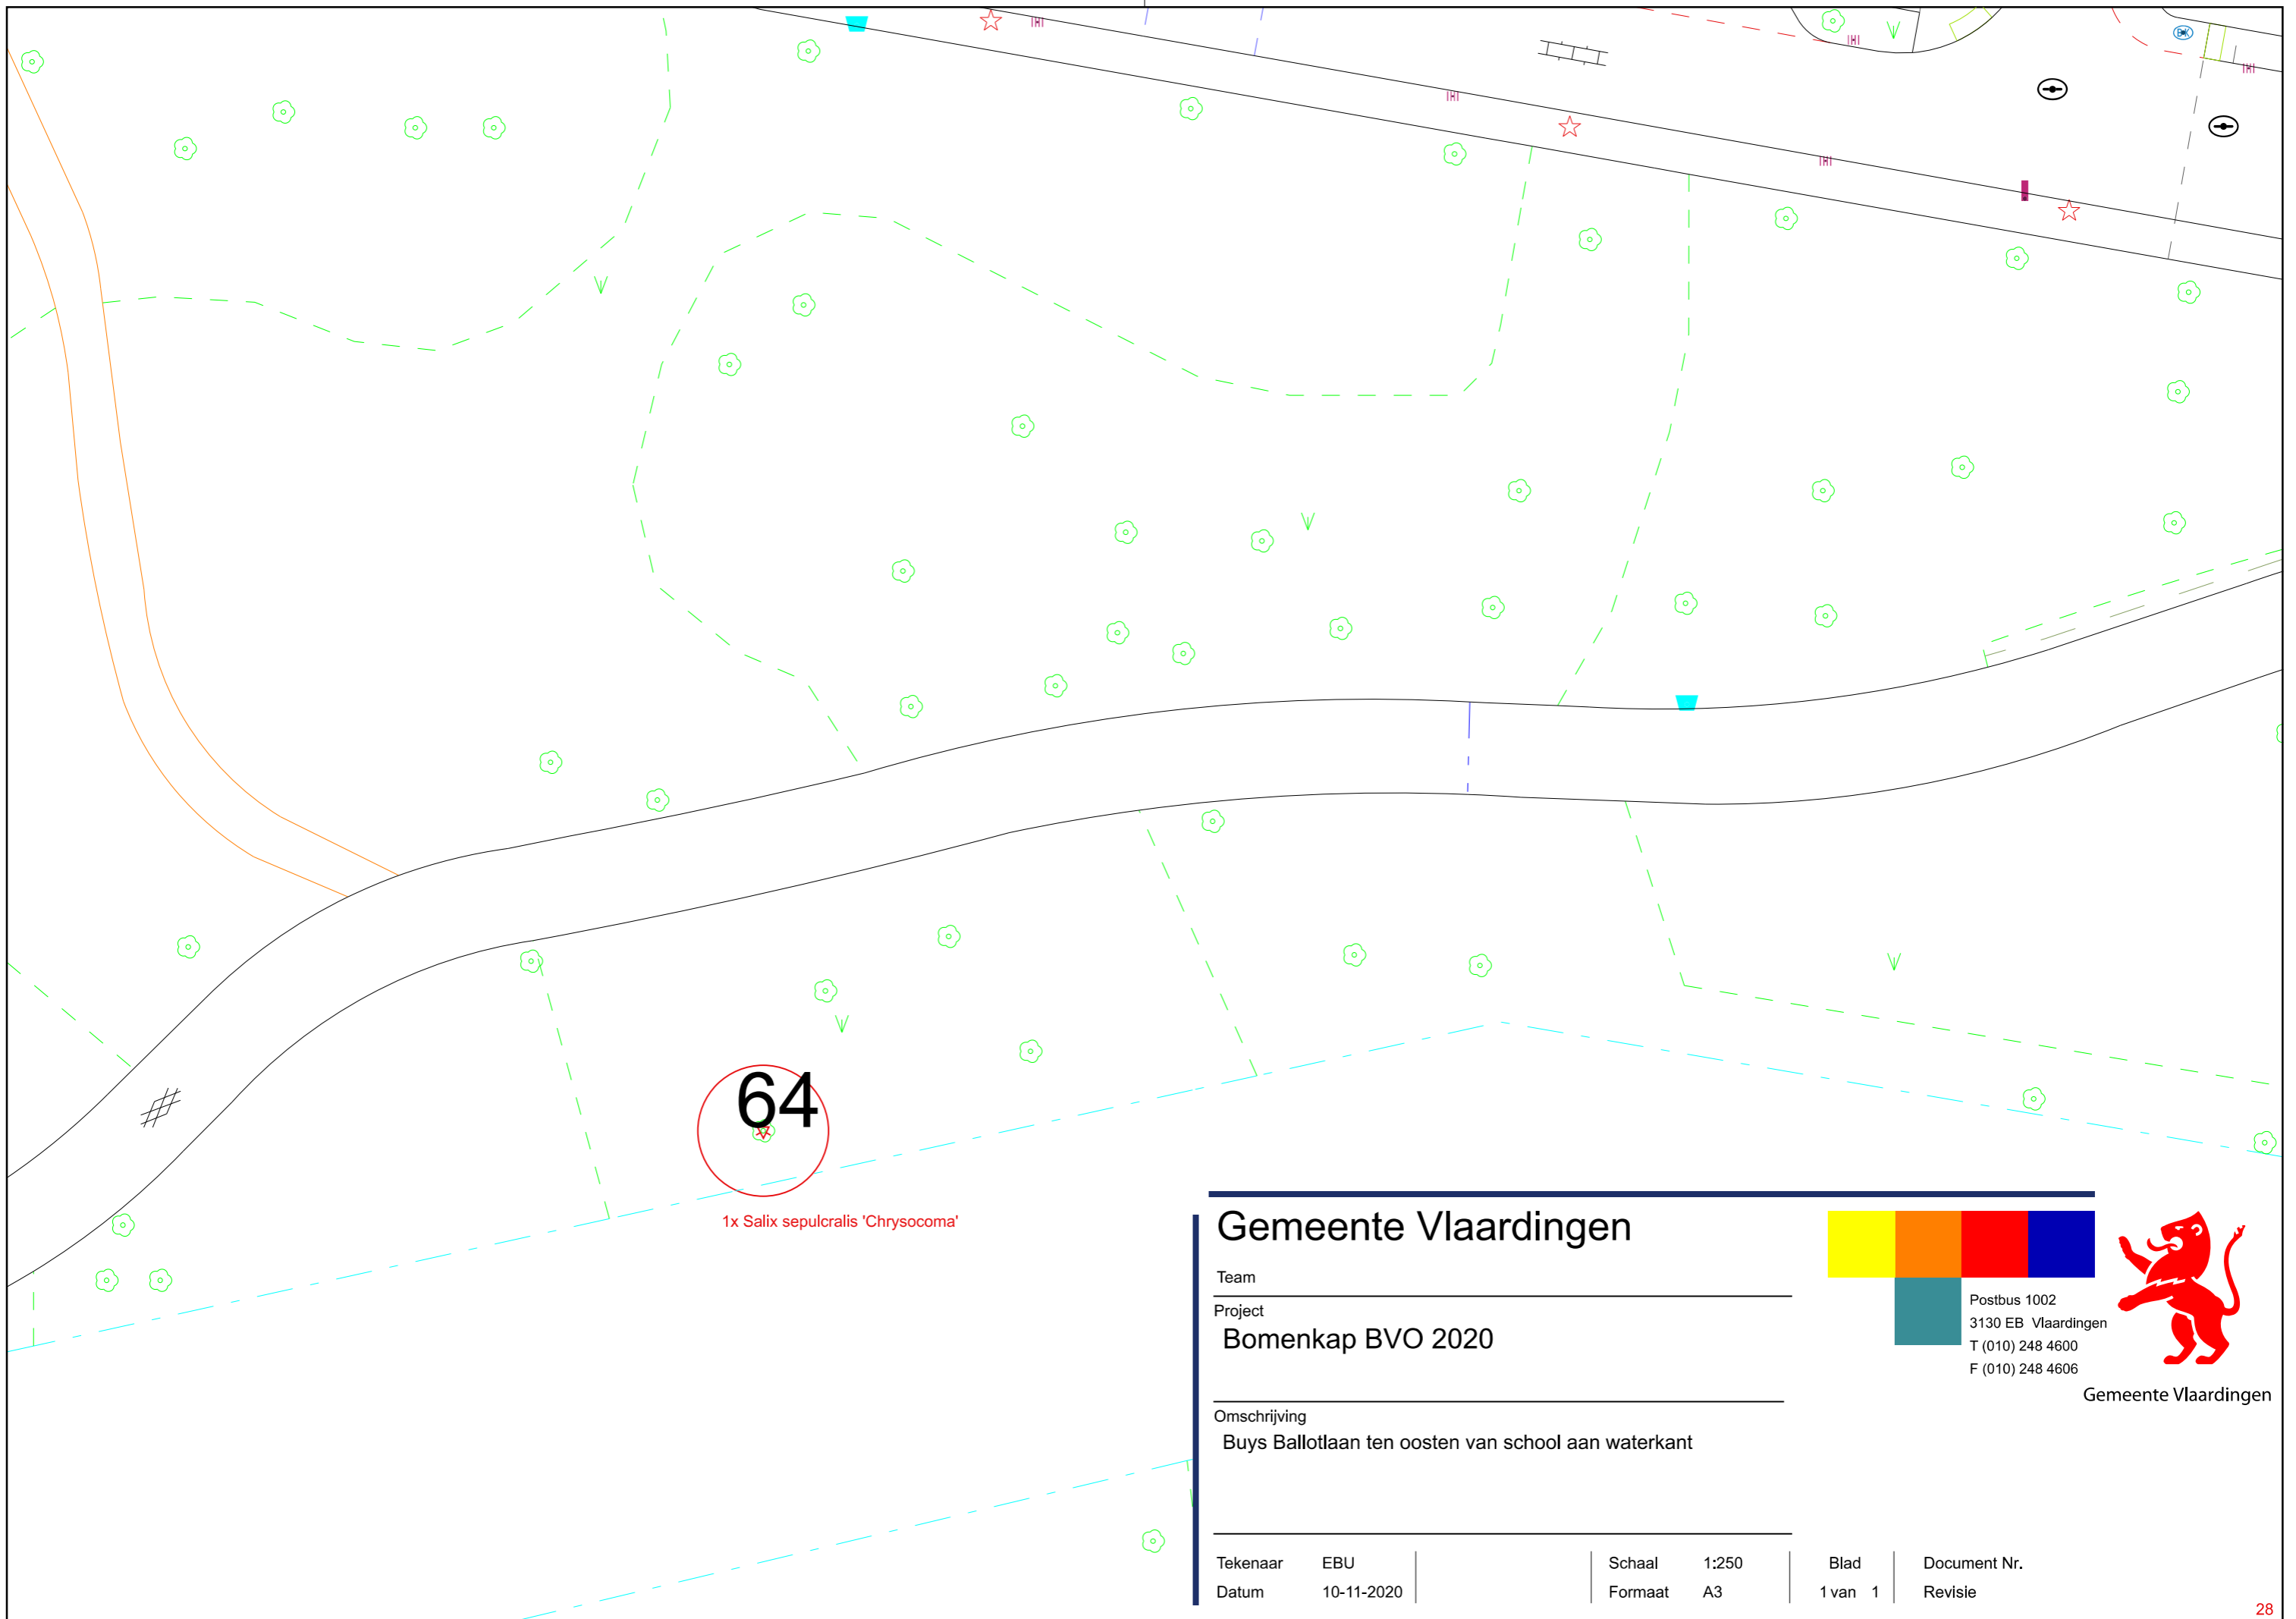 BK
64
1x Salix sepulcralis 'Chrysocoma'
Gemeente Vlaardingen
Team
Project
Bomenkap BVO 2020
Omschrijving
Buys Ballotlaan ten oosten van school aan waterkant
Postbus 1002
3130 EB Vlaardingen
T (010) 248 4600
F (010) 248 4606
Gemeente Vlaardingen
Tekenaar EBU Schaal 1:250 Blad Document Nr.
Datum 10-11-2020 Formaat A3 1 van 1 Revisie
28